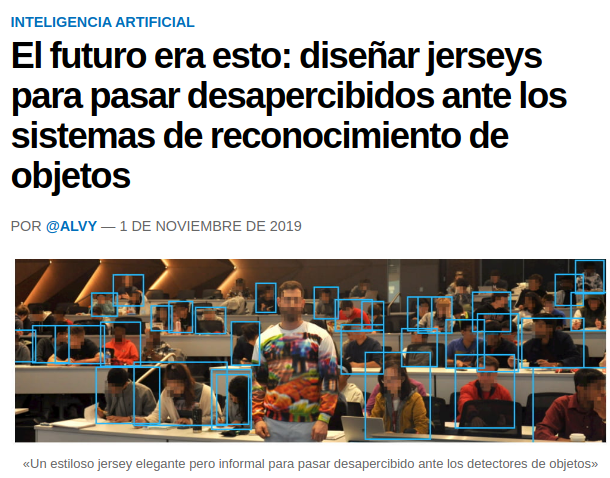 INTELIGENCIA ARTIFICIAL
El futuro era esto: diseñar jerseys
para pasar desapercibidos ante los
sistemas de reconocimiento de
objetos
POR @ALVY — 1 DE NOVIEMBRE DE 2019
«Un estiloso jersey elegante pero informal para pasar desapercibido ante los detectores de objetos»